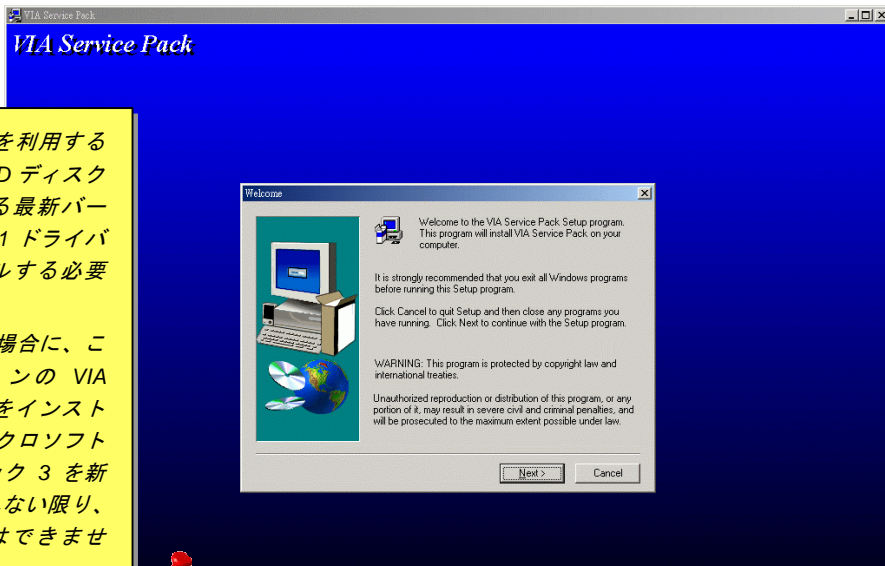 VIA Service Pack
VIA Service Pack
を利用する
D ディスク
る最新バー
1 ドライバ
ルする必要
場合に、こ
ンの VIA
をインスト
クロソフト
ック 3 を新
ない限り、
はできませ
Welcome
Welcome to the VIA Service Pack Setup program.
This program will install VIA Service Pack on your
computer.
It is strongly recommended that you exit all Windows programs
before running this Setup program.
Click Cancel to quit Setup and then close any programs you
have running. Click Next to continue with the Setup program.
WARNING: This program is protected by copyright law and
international treaties.
Unauthorized reproduction or distribution of this program, or any
portion of it, may result in severe civil and criminal penalties, and
will be prosecuted to the maximum extent possible under law.
Next >
Cancel